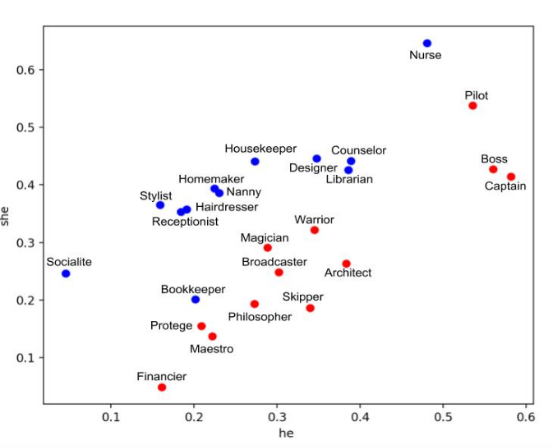 Nurse
0.6
Pilot
0.5
Housekeeper
Counselor
Boss
Designer
Librarian
Captain
Homemaker
Nanny
0.4
Stylist
Hairdresser
Receptionist
she
Warrior
0.3
Magician
Socialite
Broadcaster
Architect
Bookkeeper
Skipper
0.2
Philosopher
Protege
Maestro
0.1
Financier
0.1 0.2 0.3 0.4 0.5 0.6
he